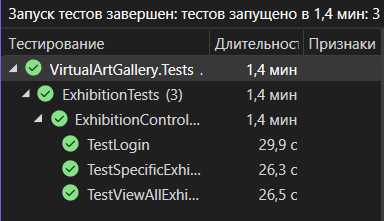 Запуск тестов завершен: тестов запущено в 1,4 мин: 3
Тестирование Длительност Признаки
VirtualArtGallery.Tests . 1,4 мин
ExhibitionTests (3) 1,4 мин
ExhibitionControl... 1,4 мин
TestLogin 29,9 с
TestSpecificExhi... 26,3 с
TestViewAllExhi... 26,5 с